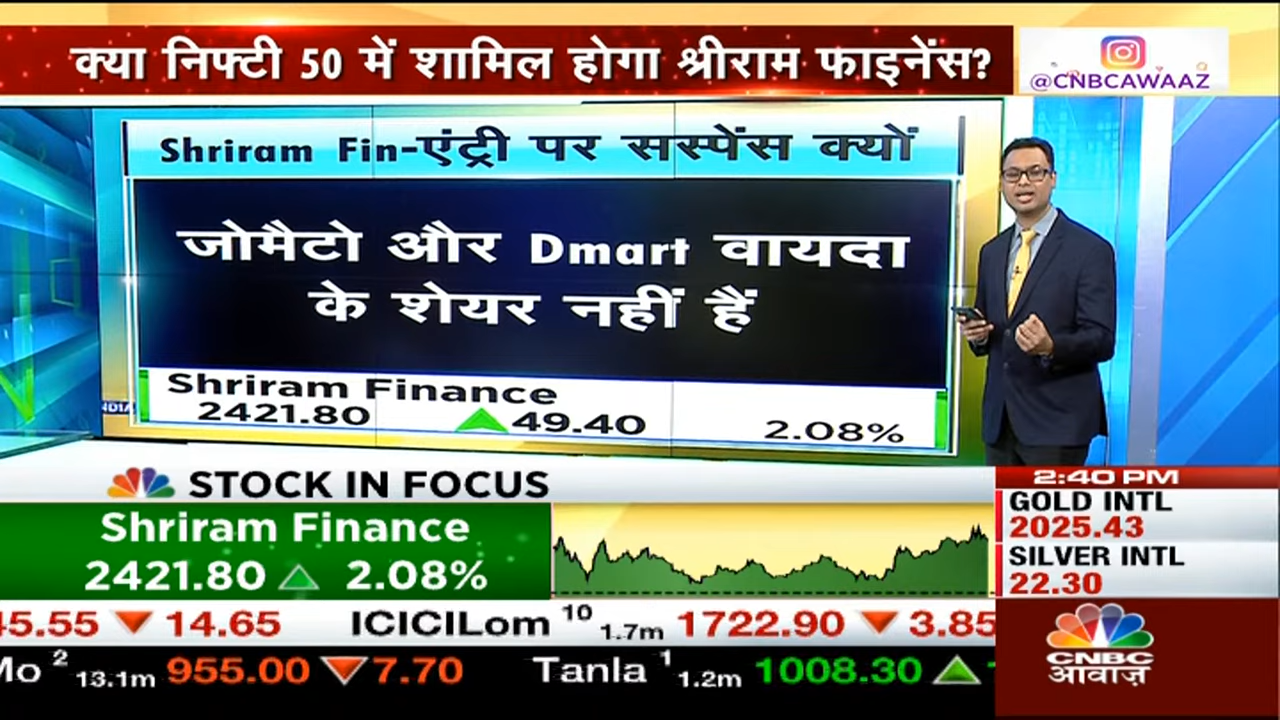 क्या निफ्टी 50 में शामिल होगा श्रीराम फाइनेंस?
@CNBCAWAAZ
Shriram Fin-एंट्री पर सस्पेंस क्यों
जोमैटो और Dmart वायदा
के शेयर नहीं हैं
Shriram Finance
2421.80 49.40 2.08%
STOCK IN FOCUS
Shriram Finance
2421.80 2.08%
2:40 PM
GOLD INTL
2025.43
SILVER INTL
22.30
45.55 14.65 ICICILom 10 1.7m 1722.90 3.85
Mo 2 13.1m 955.00 7.70 Tanla 1 1.2m 1008.30
CNBC
आवाज़